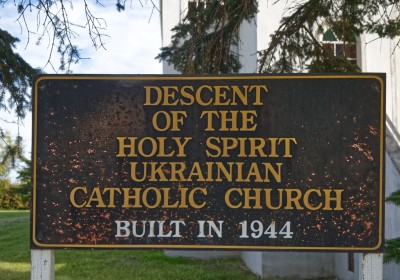 DESCENT
OF THE
HOLY SPIRIT
UKRAINIAN
CATHOLIC CHURCH
BUILT IN 1944